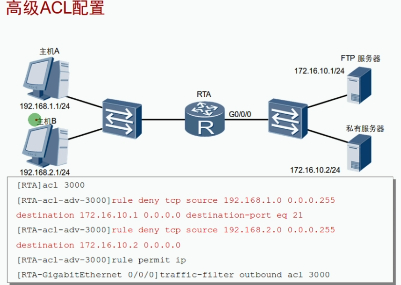 高级ACL配置
主机A
192.168.1.1/24
主机B
192.168.2.1/24
RTA
G0/0/0
R
FTP 服务器
172.16.10.1/24
私有服务器
172.16.10.2/24
[RTA]acl 3000
[RTA-acl-adv-3000]rule deny tcp source 192.168.1.0 0.0.0.255
destination 172.16.10.1 0.0.0.0 destination-port eq 21
[RTA-acl-adv-3000]rule deny tcp source 192.168.2.0 0.0.0.255
destination 172.16.10.2 0.0.0.0
[RTA-acl-adv-3000]rule permit ip
[RTA-GigabitEthernet 0/0/0]traffic-filter outbound acl 3000